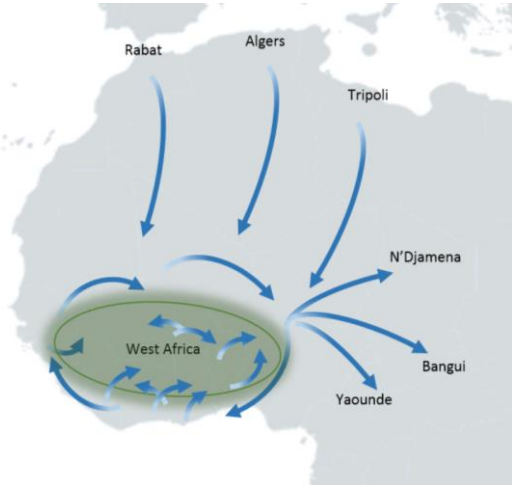 Rabat
Algers
Tripoli
N'Djamena
West Africa
Bangui
Yaounde